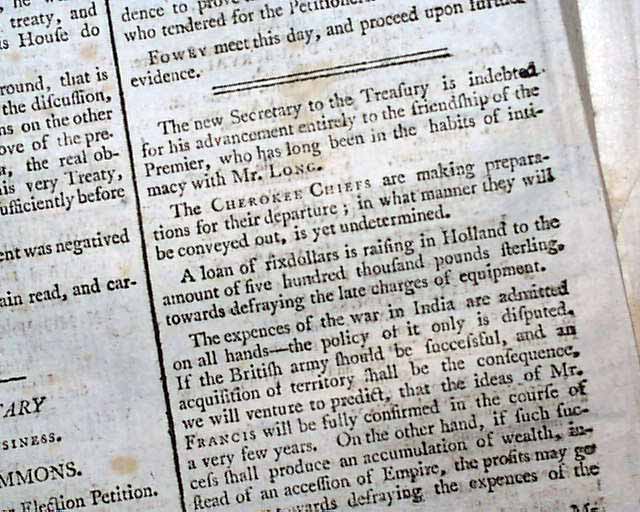 treaty, and
is House do
round, that is
the discussion,
ns on the other
ove of the pre-
the real ob-
his very Treaty,
ufficiently before
ent was negatived
ain read, and car-
TARY
SINESS.
MMONS.
Election Petition.
dence to
who tendered for the
FOWEY meet this day, and proceed upon further
evidence.
The new Secretary to the Treaſury is indebted
for his advancement entirely to the friendſhip of the
Premier, who has long been in the habits of inti-
macy with Mr. LONG.
The CHEROKEE CHIEFS are making prepara-
tions for their departure; in what manner they will
be conveyed out, is yet undetermined.
A loan of rixdollars is raiſing in Holland to the
amount of five hundred thouſand pounds ſterling,
towards defraying the late charges of equipment.
The expences of the war in India are admitted
on all hands—the policy of it only is diſputed.
If the Britiſh army ſhould be ſucceſsful, and an
acquiſition of territory ſhall be the conſequence,
we will venture to predict, that the ideas of Mr.
FRANCIS will be fully confirmed in the courſe of
a very few years. On the other hand, if ſuch ſuc-
ceſs ſhall produce an accumulation of wealth, in-
ſtead of an acceſſion of Empire, the profits may go
towards defraying the expences of the